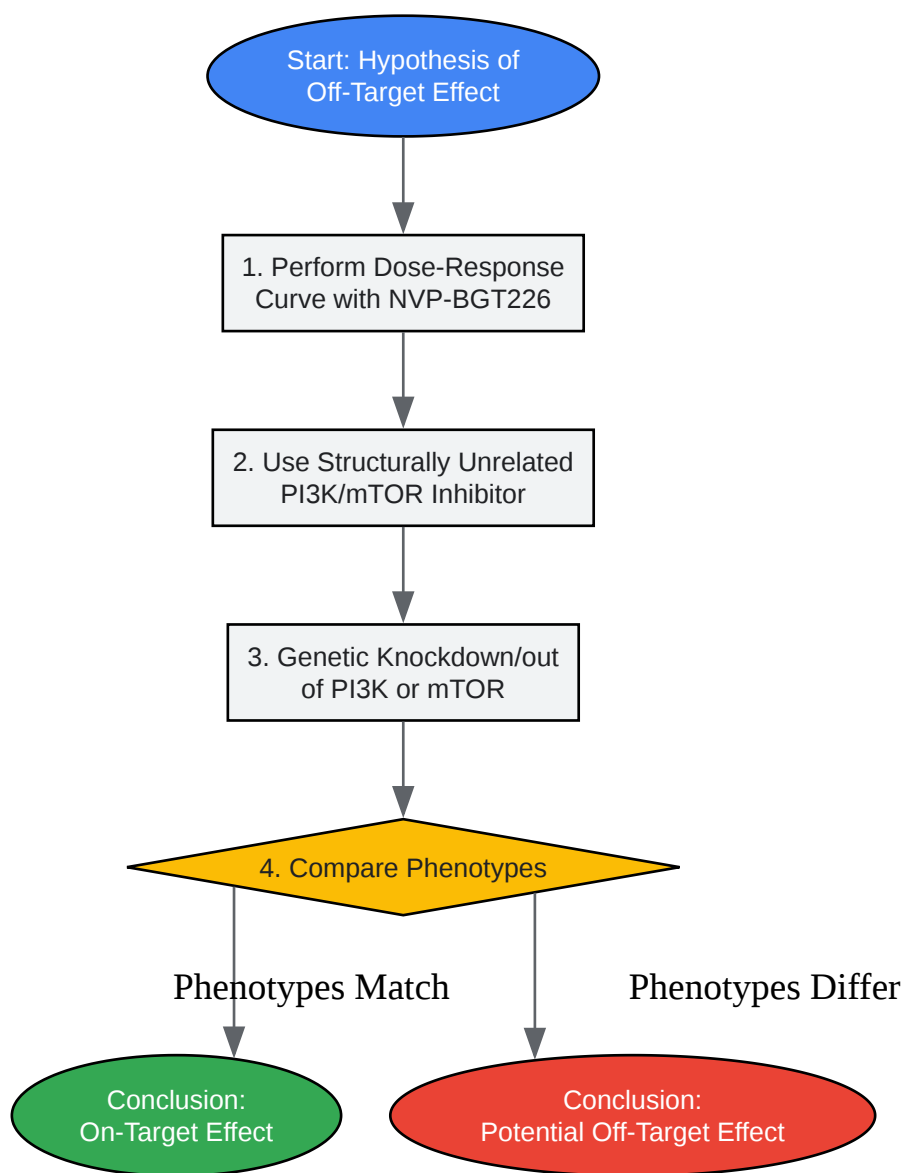 Start: Hypothesis of
Off-Target Effect
1. Perform Dose-Response
Curve with NVP-BGT226
2. Use Structurally Unrelated
PI3K/mTOR Inhibitor
3. Genetic Knockdown/out
of PI3K or mTOR
4. Compare Phenotypes
Phenotypes Match
Phenotypes Differ
Conclusion:
On-Target Effect
Conclusion:
Potential Off-Target Effect